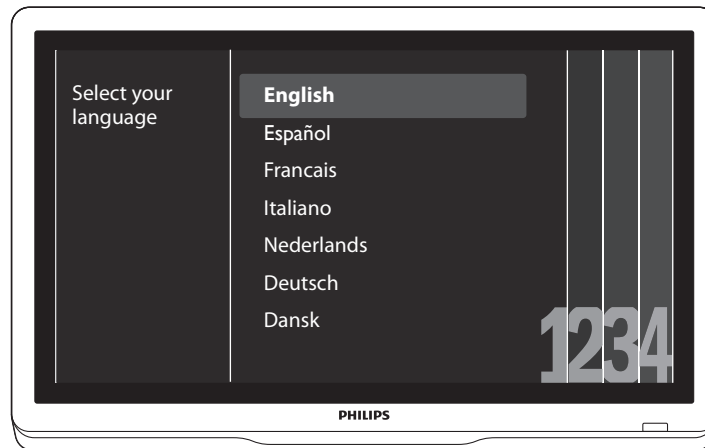 Select your
language
English
Español
Francais
Italiano
Nederlands
Deutsch
Dansk
1234
PHILIPS